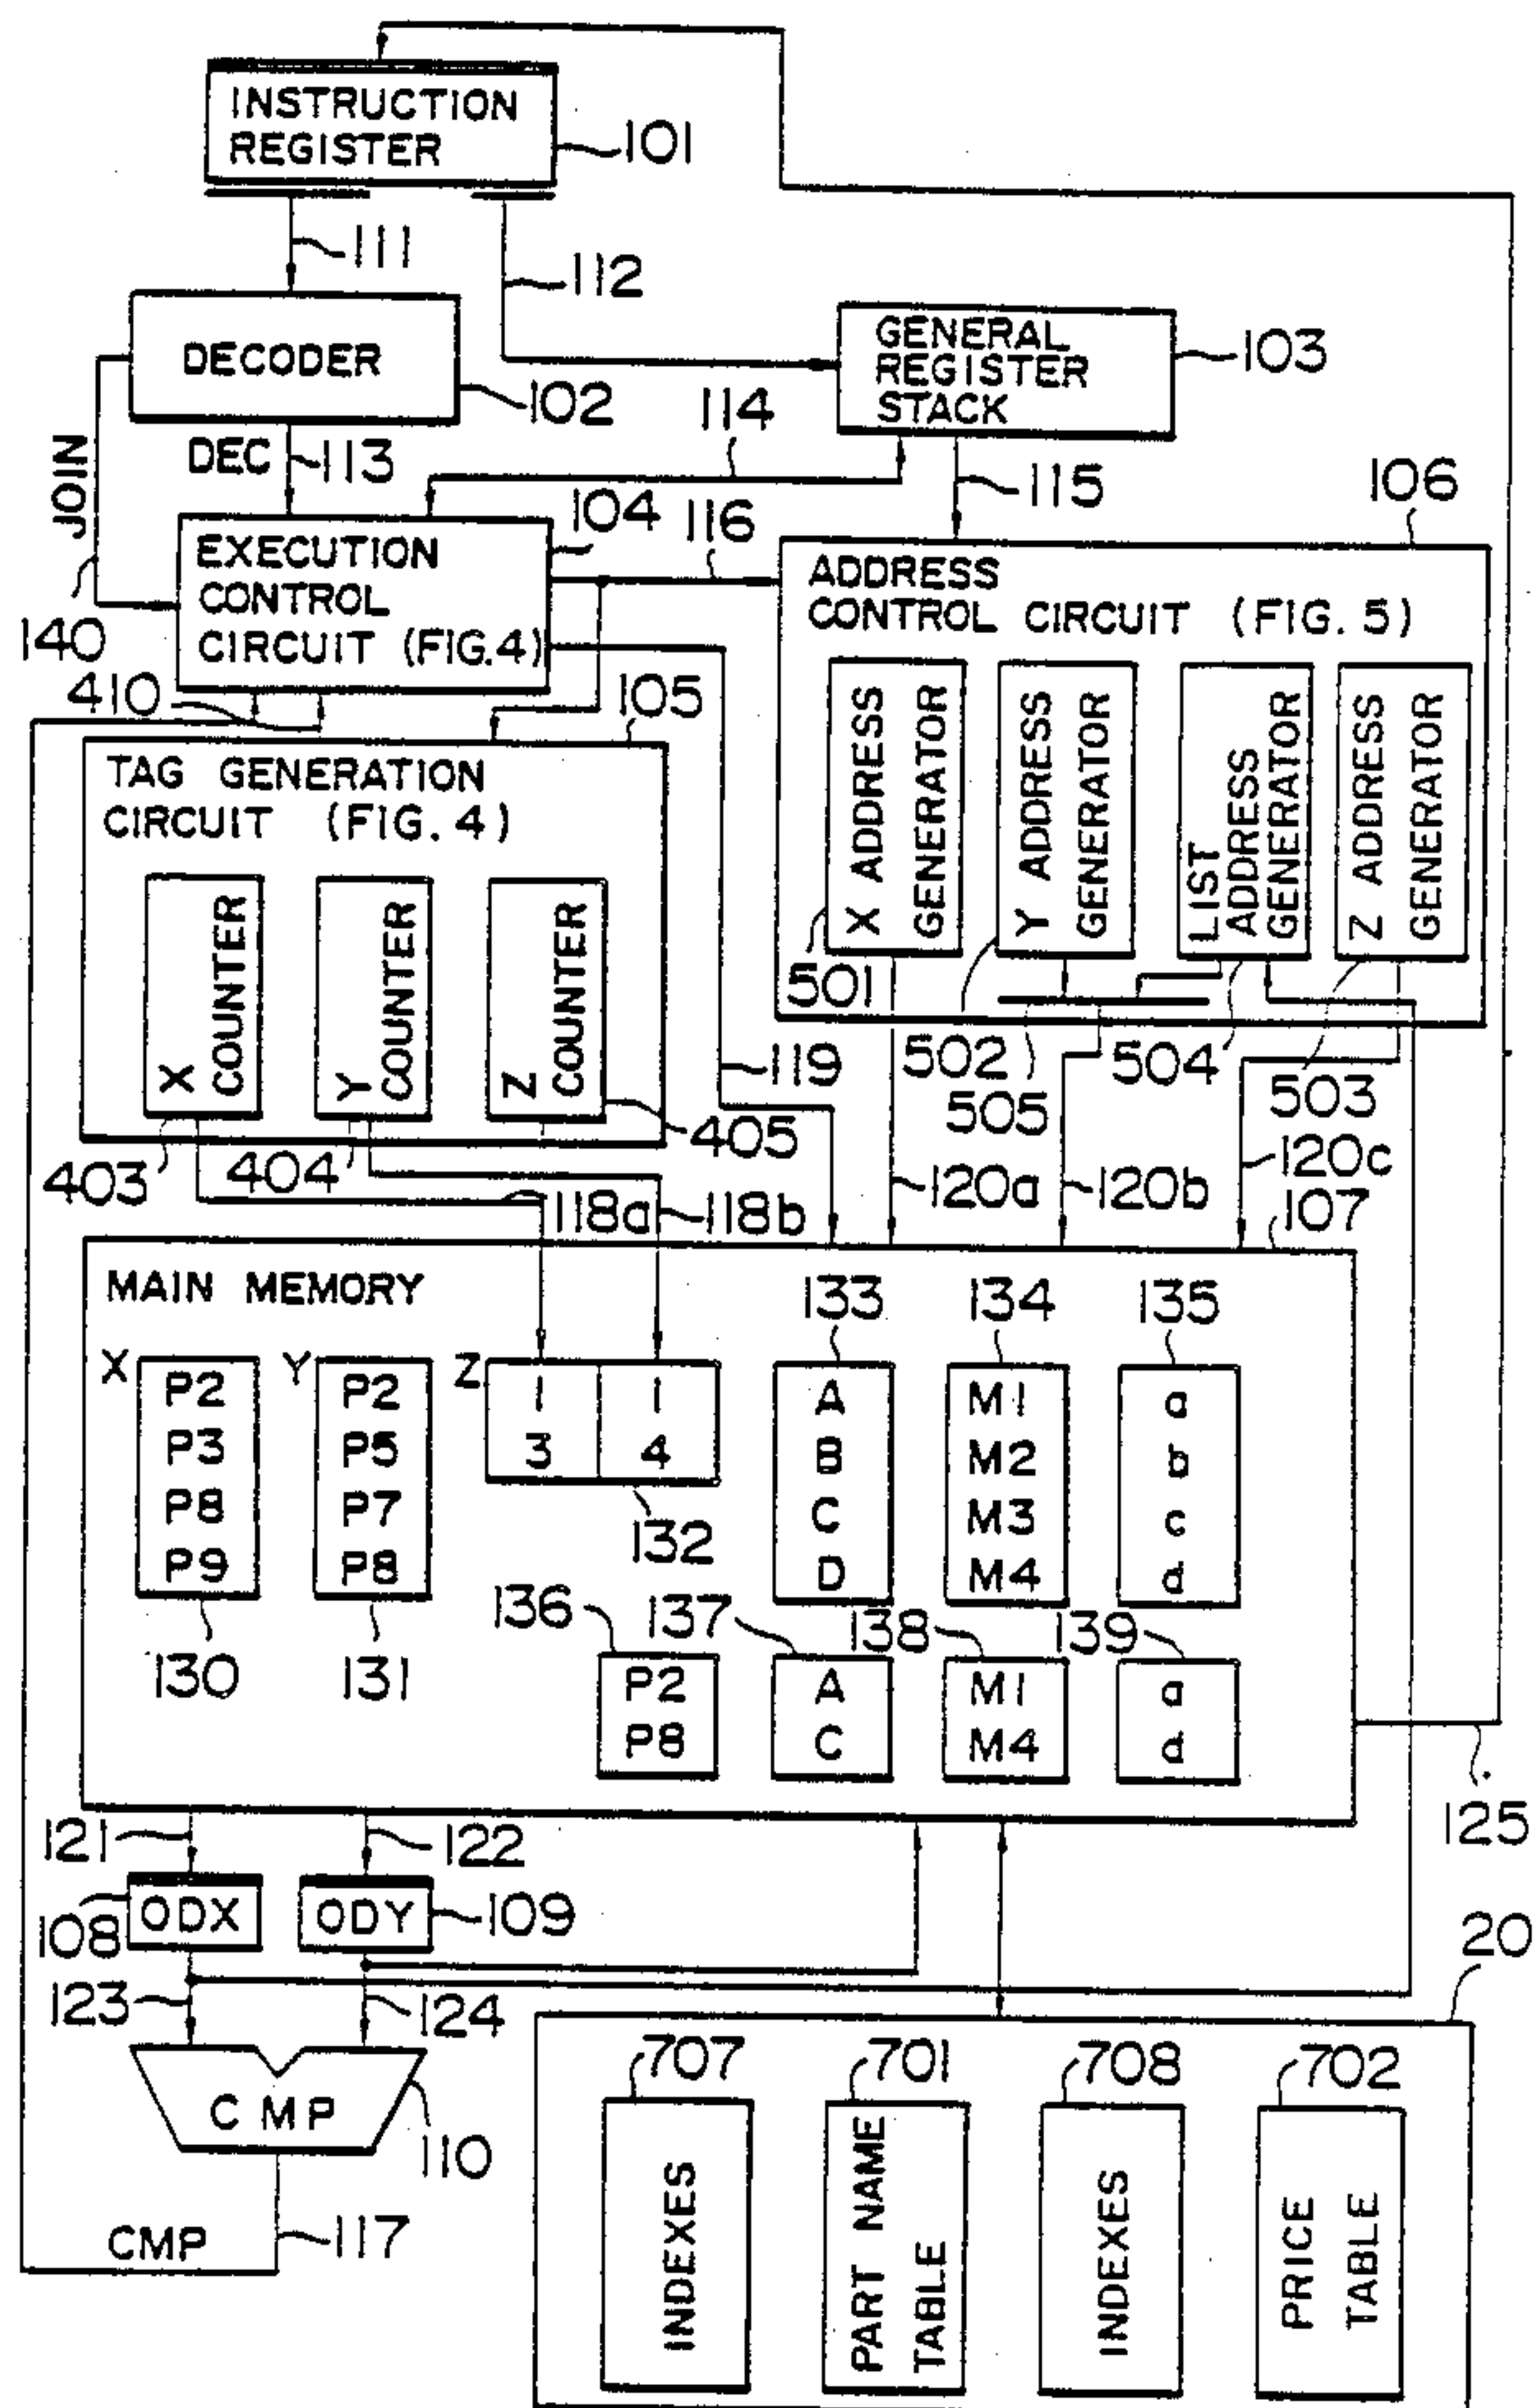 INSTRUCTION
REGISTER
101
111
112
DECODER
102
GENERAL
REGISTER
STACK
103
JOIN
DEC
113
114
115
106
104
116
EXECUTION
CONTROL
CIRCUIT (FIG.4)
140
410
105
ADDRESS
CONTROL CIRCUIT (FIG. 5)
X ADDRESS
GENERATOR
Y ADDRESS
GENERATOR
LIST
ADDRESS
GENERATOR
Z ADDRESS
GENERATOR
501
502
505
504
503
TAG GENERATION
CIRCUIT (FIG. 4)
X
COUNTER
Y
COUNTER
Z
COUNTER
403
404
405
119
118a
118b
120a
120b
120c
107
MAIN MEMORY
133
134
135
X
P2
P3
P8
P9
Y
P2
P5
P7
P8
Z
1 1
3 4
132
A
B
C
D
M1
M2
M3
M4
a
b
c
d
130
131
136
137
138
139
P2
P8
A
C
M1
M4
a
d
125
121
122
108
ODX
ODY
109
20
123
124
CMP
110
CMP
117
707
701
708
702
INDEXES
PART NAME
TABLE
INDEXES
PRICE
TABLE